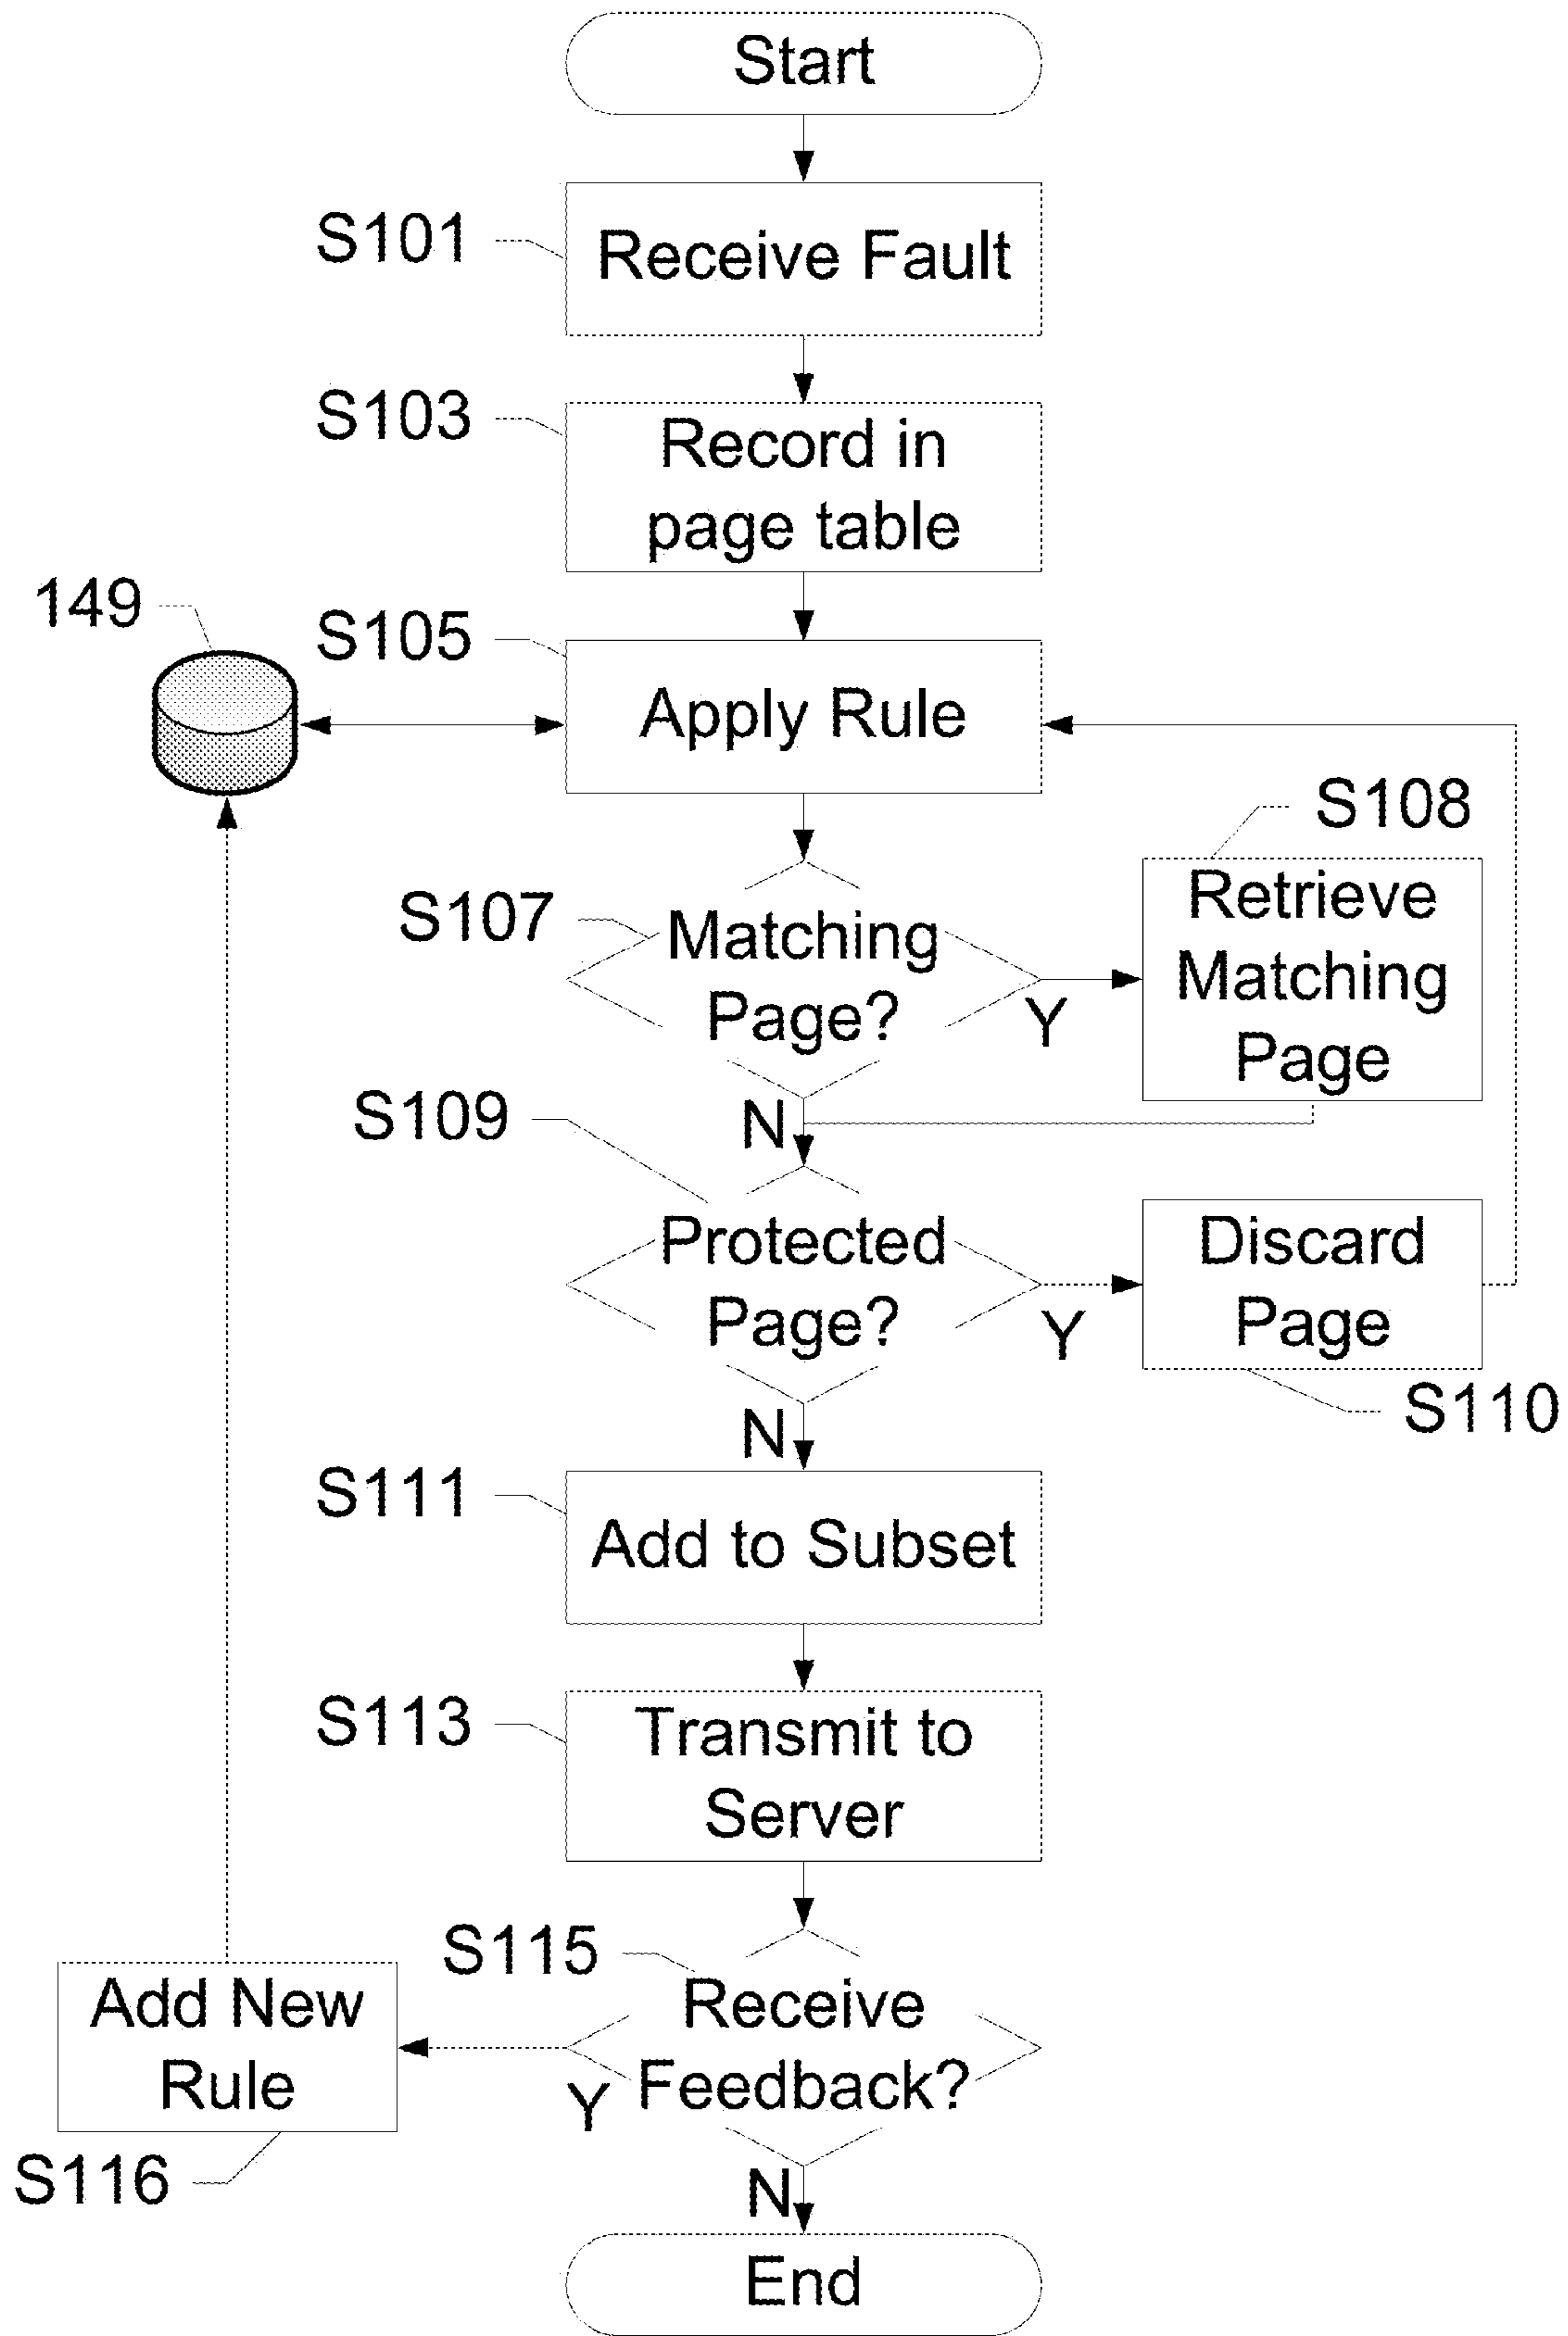 Start
S101
Receive Fault
S103
Record in
page table
149
S105
Apply Rule
S108
Retrieve
Matching
Page
S107
Matching
Page?
Y
N
S109
Protected
Page?
Y
Discard
Page
S110
N
S111
Add to Subset
S113
Transmit to
Server
S115
Receive
Feedback?
Y
Add New
Rule
S116
N
End